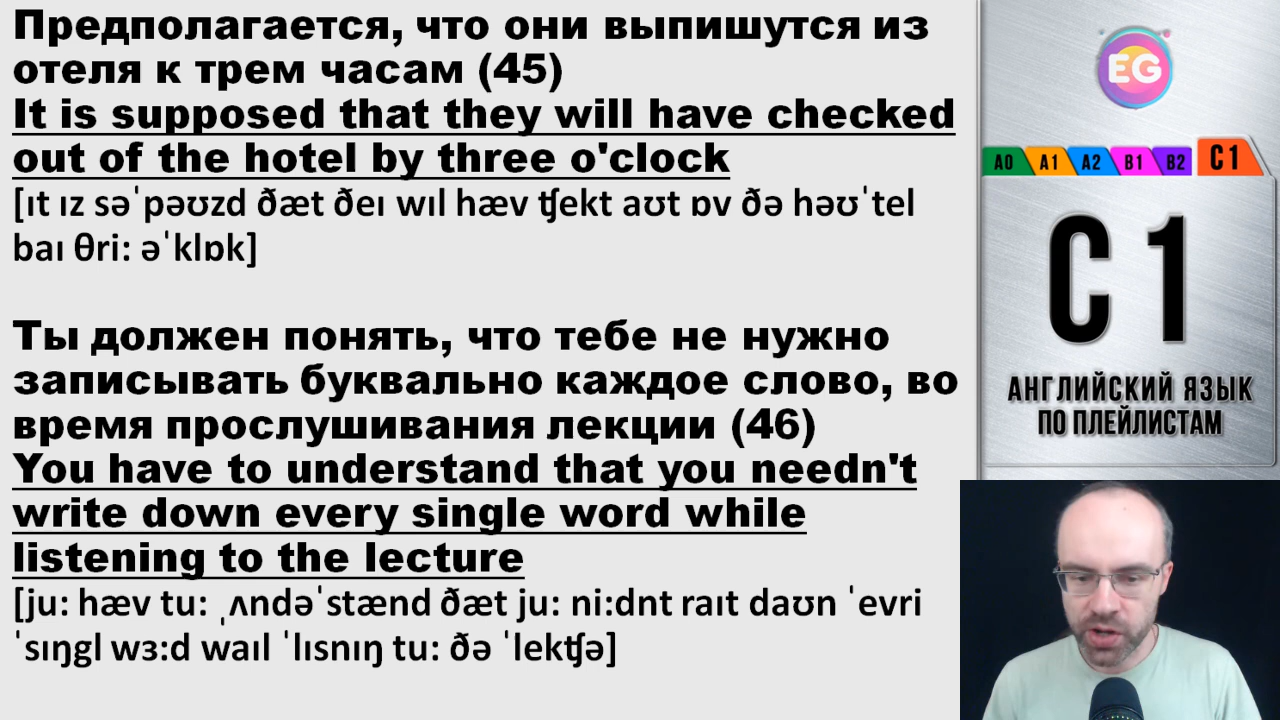 Предполагается, что они выпишутся из
отеля к трем часам (45)
It is supposed that they will have checked
out of the hotel by three o'clock
[ɪt ɪz səˈpəʊzd ðæt ðeɪ wɪl hæv ʧekt aʊt ɒv ðə həʊˈtel
baɪ θri: əˈklɒk]
Ты должен понять, что тебе не нужно
записывать буквально каждое слово, во
время прослушивания лекции (46)
You have to understand that you needn't
write down every single word while
listening to the lecture
[ju: hæv tu: ˌʌndəˈstænd ðæt ju: ni:dnt raɪt daʊn ˈevri
ˈsɪŋgl wɜ:d waɪl ˈlɪsnɪŋ tu: ðə ˈlekʧə]
EG
A0 A1 A2 B1 B2 C1
C1
АНГЛИЙСКИЙ ЯЗЫК
ПО ПЛЕЙЛИСТАМ